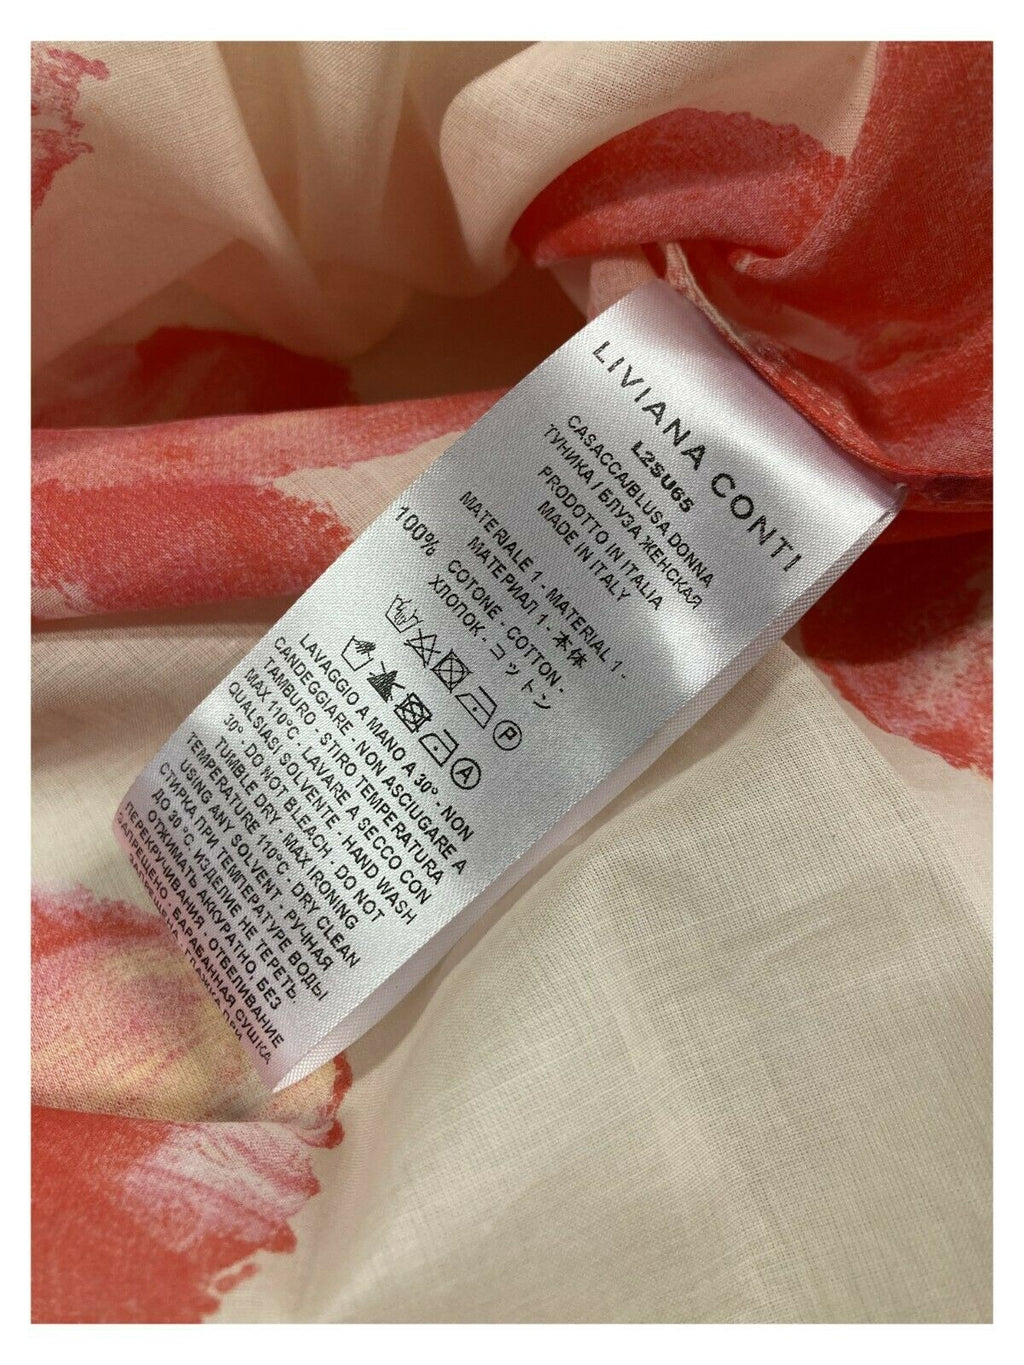 LIVIANA CONTI
L2SU65
CASACCA/BLUSA DONNA
ТУНИКА / БЛУЗА ЖЕНСКАЯ
PRODOTTO IN ITALIA
MADE IN ITALY
MATERIALE 1 - MATERIAL 1 -
МАТЕРИАЛ 1 - 本体
100% COTONE - COTTON -
ХЛОПОК - コットン
P
A
LAVAGGIO A MANO A 30° - NON
CANDEGGIARE - NON ASCIUGARE A
TAMBURO - STIRO TEMPERATURA
MAX 110°C - LAVARE A SECCO CON
QUALSIASI SOLVENTE - HAND WASH
30° - DO NOT BLEACH - DO NOT
TUMBLE DRY - MAX IRONING
TEMPERATURE 110°C - DRY CLEAN
USING ANY SOLVENT - РУЧНАЯ
СТИРКА ПРИ ТЕМПЕРАТУРЕ ВОДЫ
ДО 30 °C. ИЗДЕЛИЕ НЕ ТЕРЕТЬ,
ОТЖИМАТЬ АККУРАТНО, БЕЗ
ПЕРЕКРУЧИВАНИЯ - ОТБЕЛИВАНИЕ
ЗАПРЕЩЕНО - БАРАБАННАЯ СУШКА
ЗАПРЕЩЕНА - ГЛАЖКА ПРИ